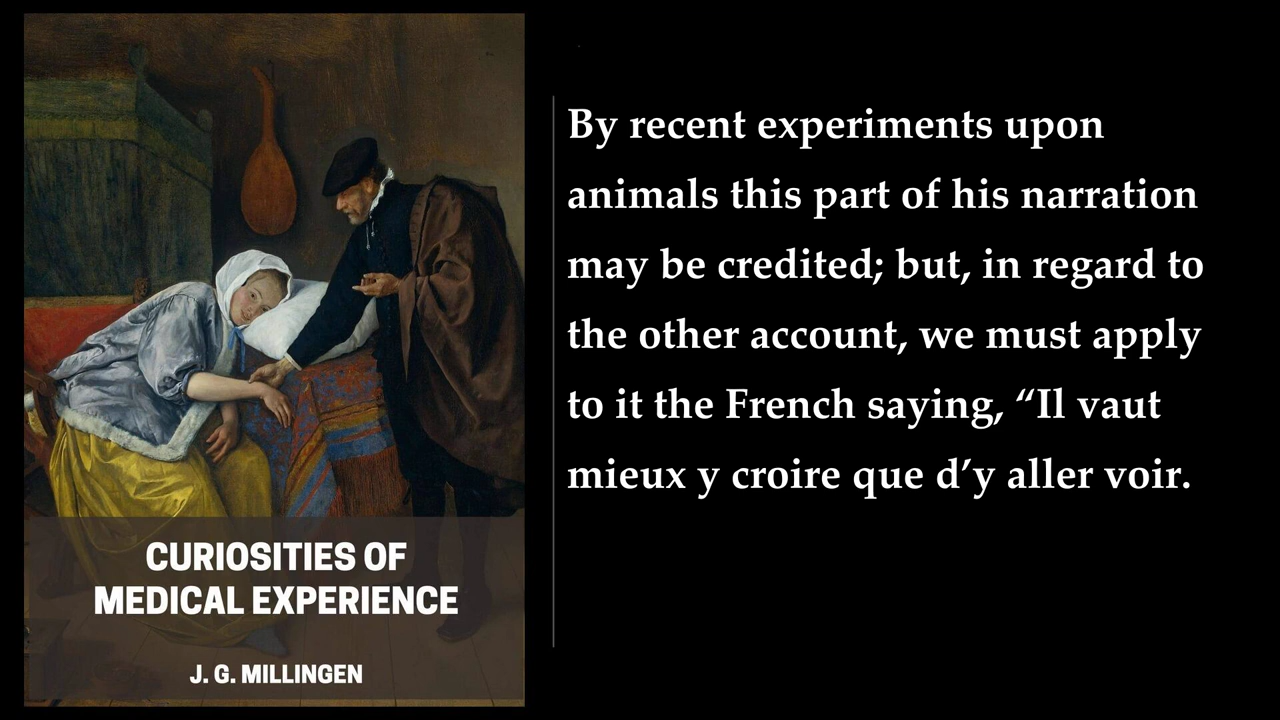 CURIOSITIES OF
MEDICAL EXPERIENCE
J. G. MILLINGEN
By recent experiments upon
animals this part of his narration
may be credited; but, in regard to
the other account, we must apply
to it the French saying, “Il vaut
mieux y croire que d’y aller voir.